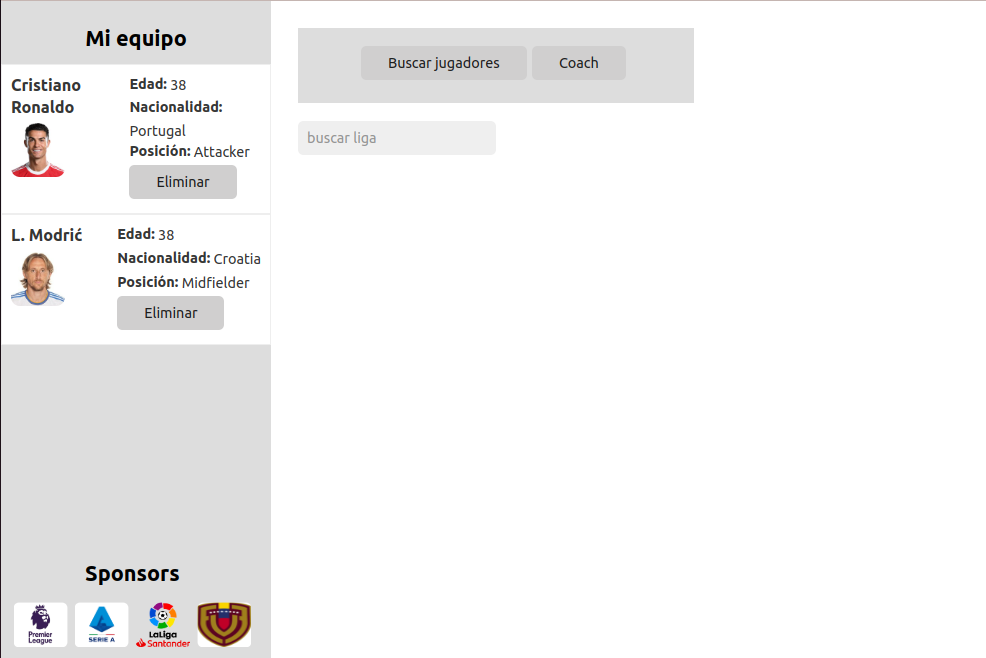 Mi equipo
Cristiano
Ronaldo
Edad: 38
Nacionalidad:
Portugal
Posición: Attacker
Eliminar
L. Modrić
Edad: 38
Nacionalidad: Croatia
Posición: Midfielder
Eliminar
Sponsors
Premier
League
SERIE A
LaLiga
Santander
Buscar jugadores
Coach
buscar liga